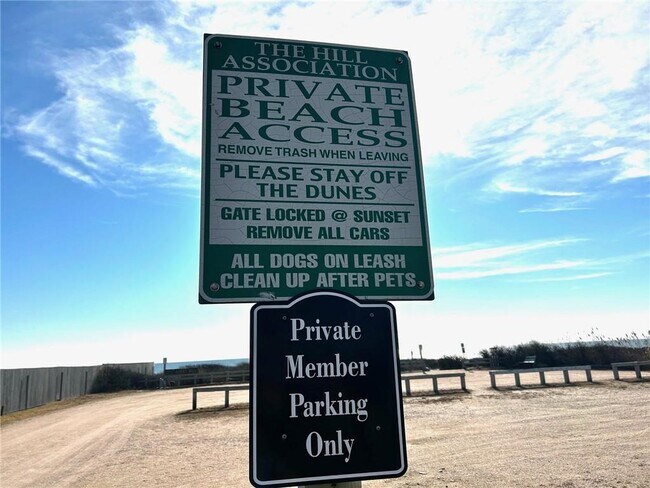 THE HILL
ASSOCIATION
PRIVATE
BEACH
ACCESS
REMOVE TRASH WHEN LEAVING
PLEASE STAY OFF
THE DUNES
GATE LOCKED @ SUNSET
REMOVE ALL CARS
ALL DOGS ON LEASH
CLEAN UP AFTER PETS
Private
Member
Parking
Only